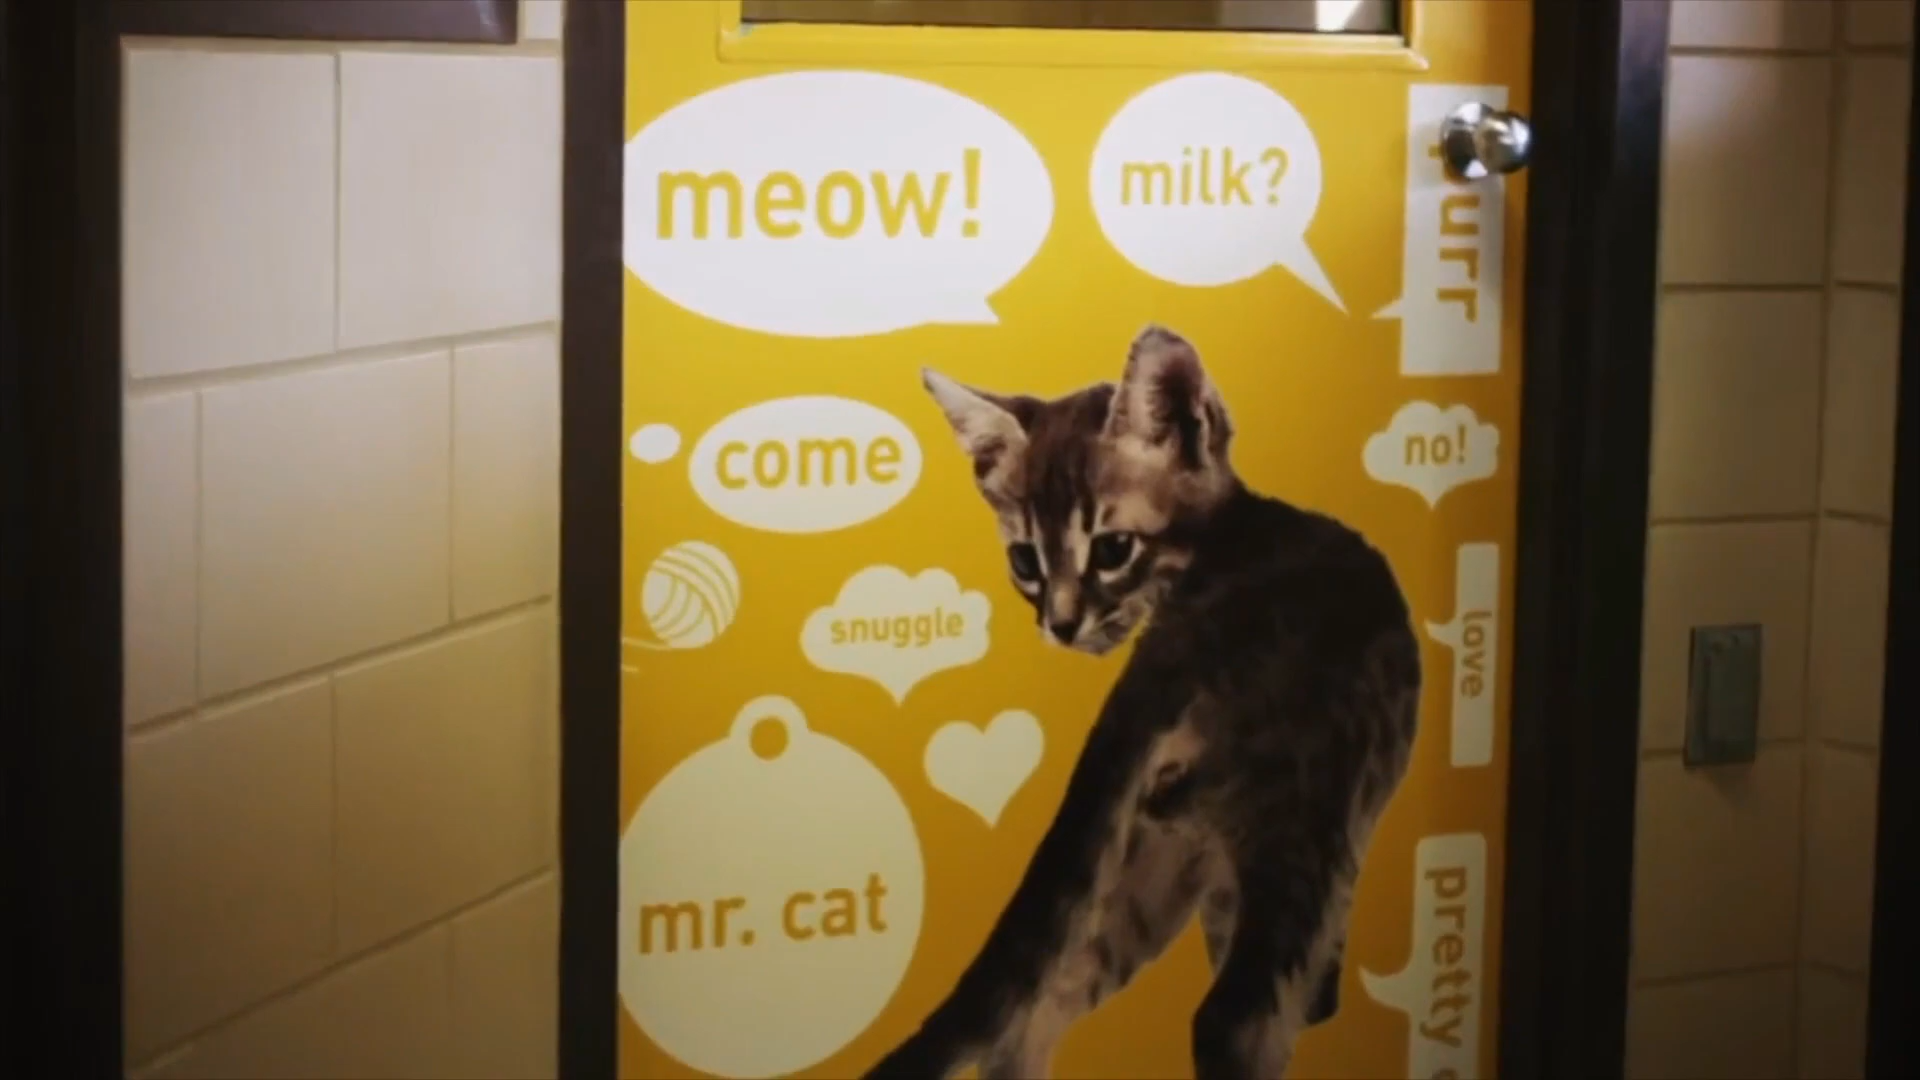 meow!
milk?
purr
come
no!
snuggle
love
mr. cat
pretty